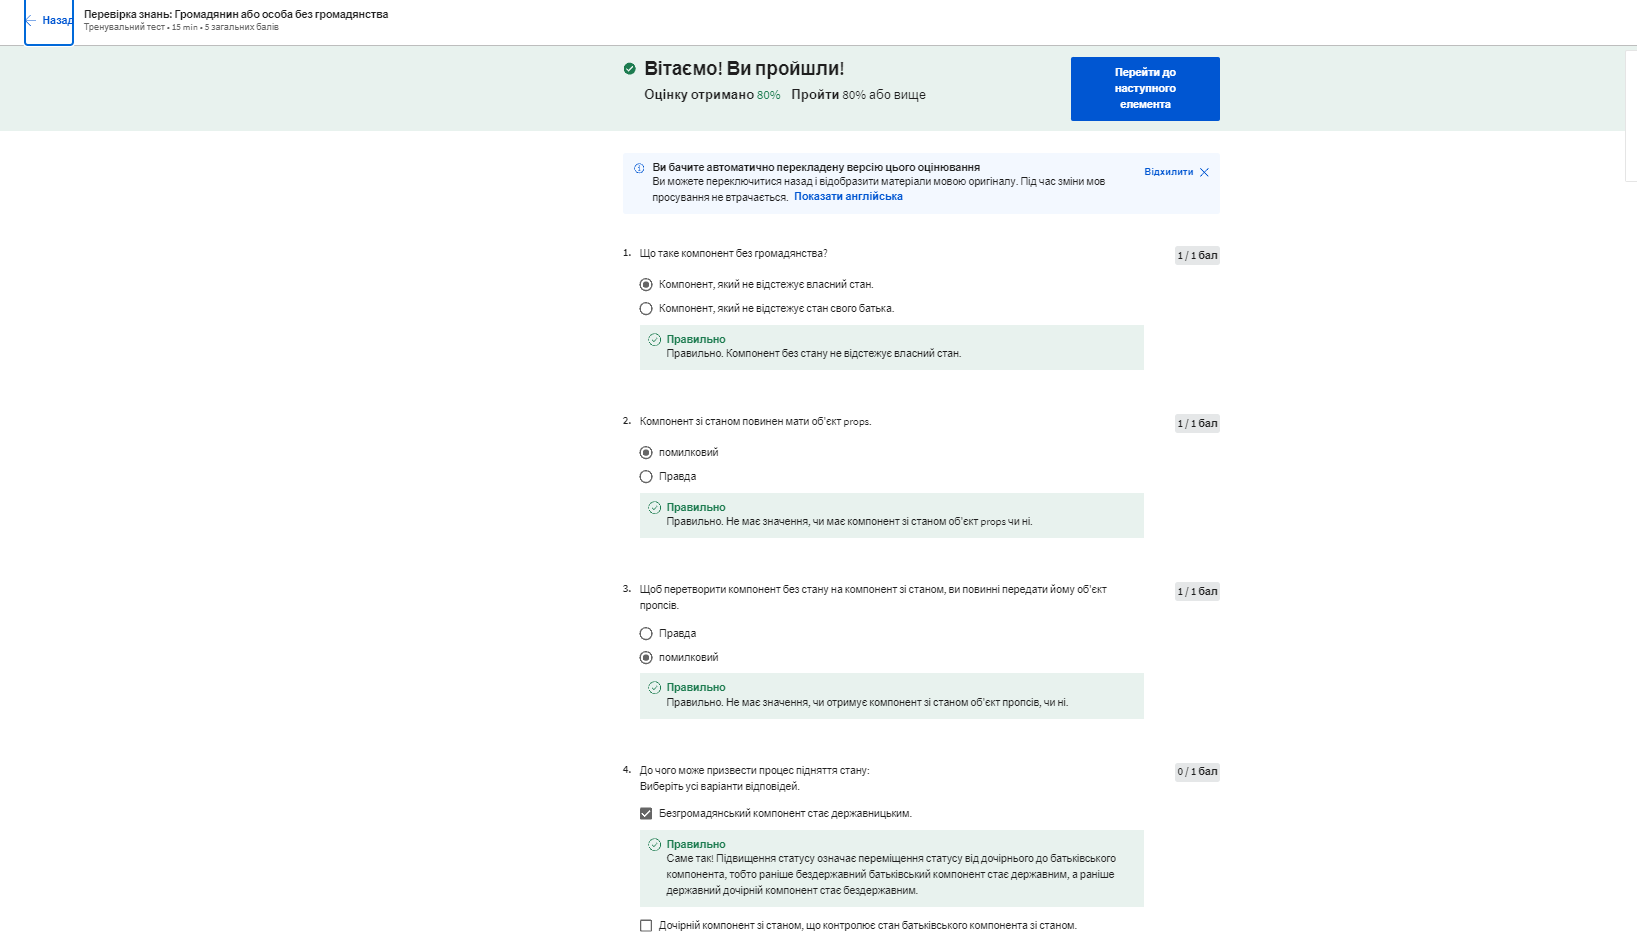 Назад
Перевірка знань: Громадянин або особа без громадянства
Тренувальний тест • 15 min • 5 загальних балів
Вітаємо! Ви пройшли!
Оцінку отримано 80% Пройти 80% або вище
Перейти до
наступного
елемента
Ви бачите автоматично перекладену версію цього оцінювання
Ви можете переключитися назад і відобразити матеріали мовою оригіналу. Під час зміни мов
просування не втрачається. Показати англійська
Відхилити
1. Що таке компонент без громадянства?
1 / 1 бал
Компонент, який не відстежує власний стан.
Компонент, який не відстежує стан свого батька.
Правильно
Правильно. Компонент без стану не відстежує власний стан.
2. Компонент зі станом повинен мати об'єкт props.
1 / 1 бал
помилковий
Правда
Правильно
Правильно. Не має значення, чи має компонент зі станом об'єкт props чи ні.
3. Щоб перетворити компонент без стану на компонент зі станом, ви повинні передати йому об'єкт
пропсів.
1 / 1 бал
Правда
помилковий
Правильно
Правильно. Не має значення, чи отримує компонент зі станом об'єкт пропсів, чи ні.
4. До чого може призвести процес підняття стану:
Виберіть усі варіанти відповідей.
0 / 1 бал
Безгромадянський компонент стає державницьким.
Правильно
Саме так! Підвищення статусу означає переміщення статусу від дочірнього до батьківського
компонента, тобто раніше бездержавний батьківський компонент стає державним, а раніше
державний дочірній компонент стає бездержавним.
Дочірній компонент зі станом, що контролює стан батьківського компонента зі станом.